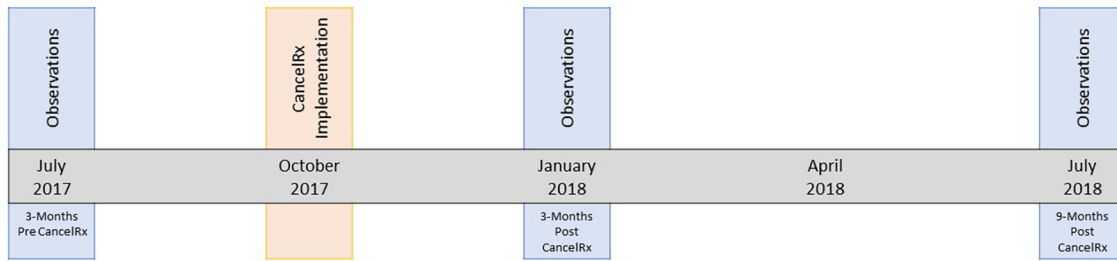 Observations
CancelRx
Implementation
Observations
Observations
July
2017
October
2017
January
2018
April
2018
July
2018
3-Months
Pre CancelRx
3-Months
Post
CancelRx
9-Months
Post
CancelRx